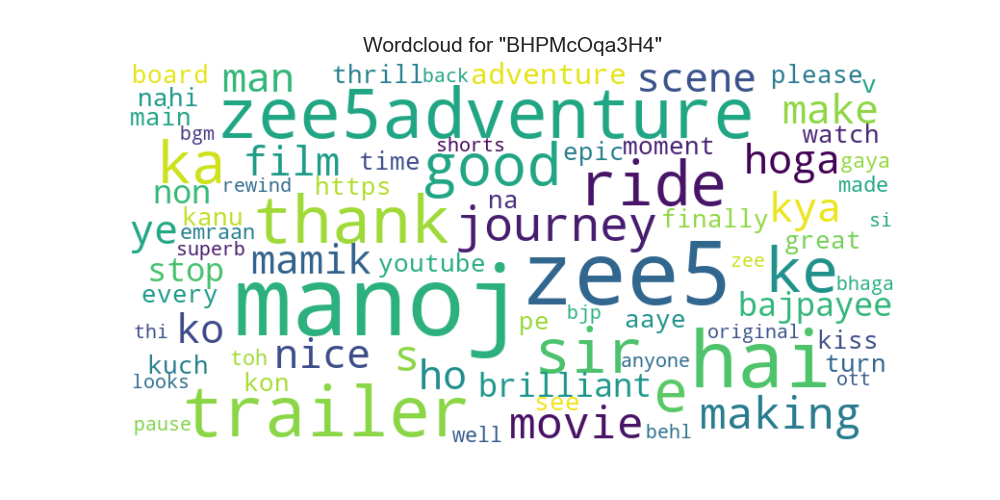 Wordcloud for "BHPMcOqa3H4"
board man thrill back adventure scene please v
nahi zee5adventure make
main bgm shorts epic moment watch
ka film time good ride hoga gaya
non rewind https made
kanu thank na journey finally kya si
ye emraan great
superb mamik youtube zee5 zee ke bhaga
stop
every manoj bajpayee
thi ko pe bjp aaye original kiss
kuch toh nice s sir anyone hai turn
looks kon ho brilliant e ott
pause trailer see movie making
well behl